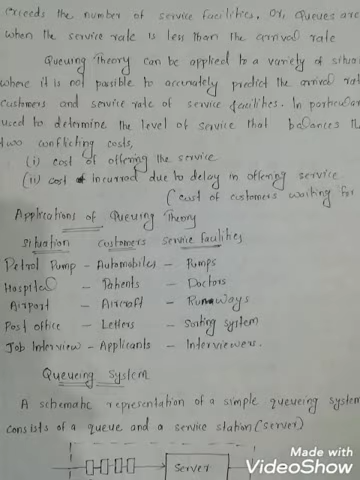 exceeds the number of service facilities. Or, Queues are
when the service rate is less than the arrival rate
Queuing Theory can be applied to a variety of situa
where it is not possible to accurately predict the arrival rat
customers and service rate of service facilities. In particular
used to determine the level of service that balances th
two conflicting costs,
(i) cost of offering the service
(ii) cost incurred due to delay in offering service
(cost of customers waiting for
Applications of Queuing Theory
Situation customers service facilities
Petrol Pump - Automobiles - Pumps
Hospital - Patients - Doctors
Airport - Aircraft - Runways
Post office - Letters - Sorting system
Job Interview - Applicants - Interviewers.
Queueing System
A schematic representation of a simple queueing system
consists of a queue and a service station (server)
Server
Made with
VideoShow